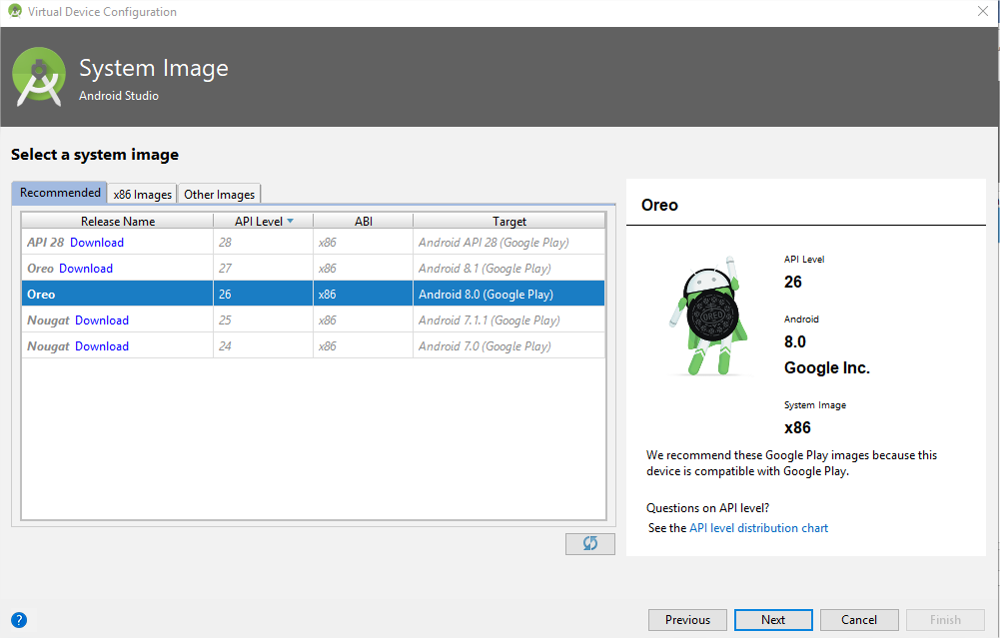 Virtual Device Configuration
System Image
Android Studio
Select a system image
Recommended x86 Images Other Images
Release Name API Level ABI Target
API 28 Download 28 x86 Android API 28 (Google Play)
Oreo Download 27 x86 Android 8.1 (Google Play)
Oreo 26 x86 Android 8.0 (Google Play)
Nougat Download 25 x86 Android 7.1.1 (Google Play)
Nougat Download 24 x86 Android 7.0 (Google Play)
Oreo
OREO
API Level
26
Android
8.0
Google Inc.
System Image
x86
We recommend these Google Play images because this
device is compatible with Google Play.
Questions on API level?
See the API level distribution chart
?
Previous Next Cancel Finish